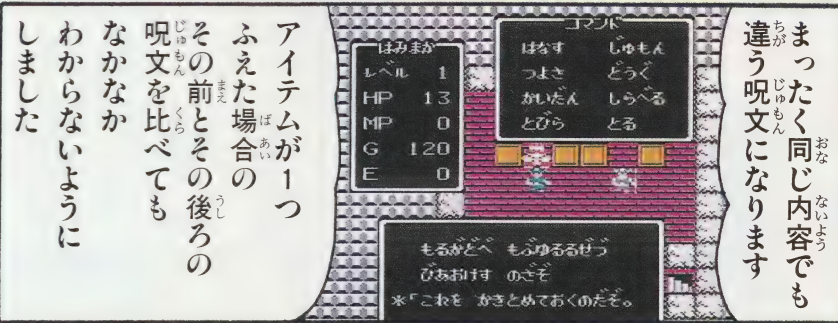 まったく同じ内容でも
違う呪文になります
コマンド
はなす じゅもん
つよさ どうぐ
かいだん しらべる
とびら とる
はみまか
レベル 1
HP 13
MP 0
G 120
E 0
もるがどべ もぶゆるるぜづ
びあおけす のさそ
*「これを かきとめておくのだぞ。
アイテムが1つ
ふえた場合の
その前とその後ろの
呪文を比べても
なかなか
わからないように
しました